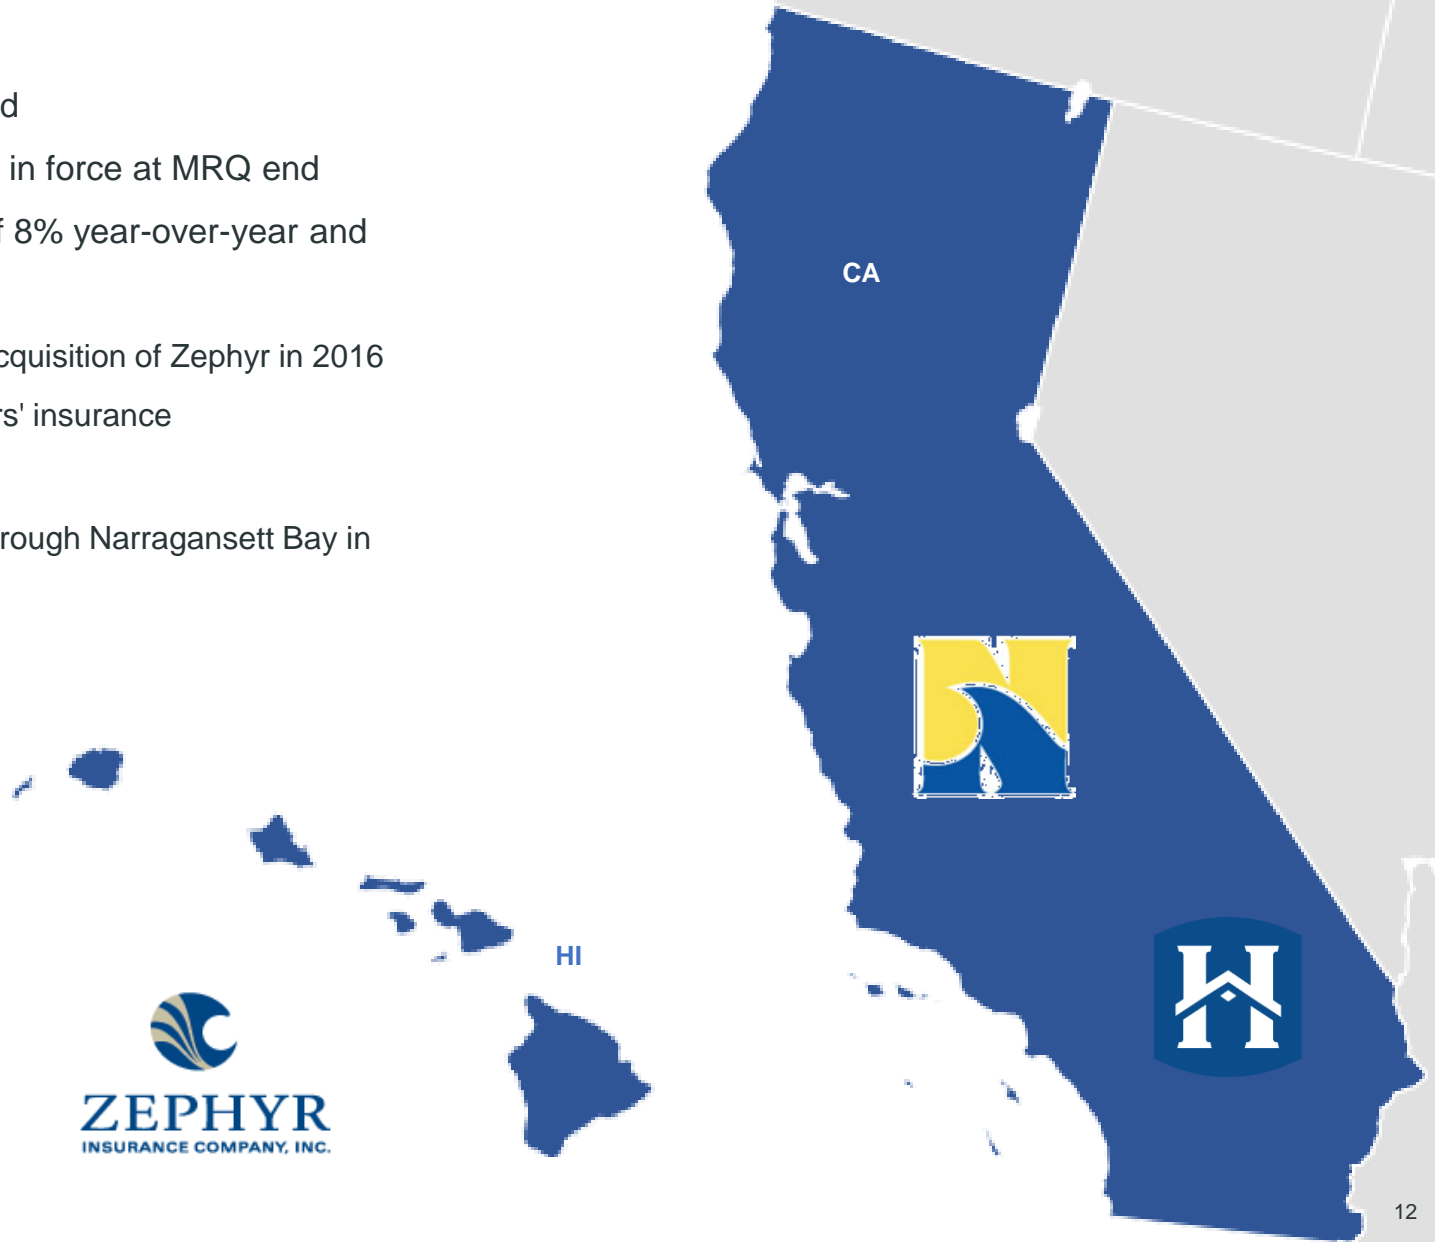 d
in force at MRQ end
f 8% year-over-year and
cquisition of Zephyr in 2016
rs' insurance
rough Narragansett Bay in
CA
HI
ZEPHYR
INSURANCE COMPANY, INC.
12